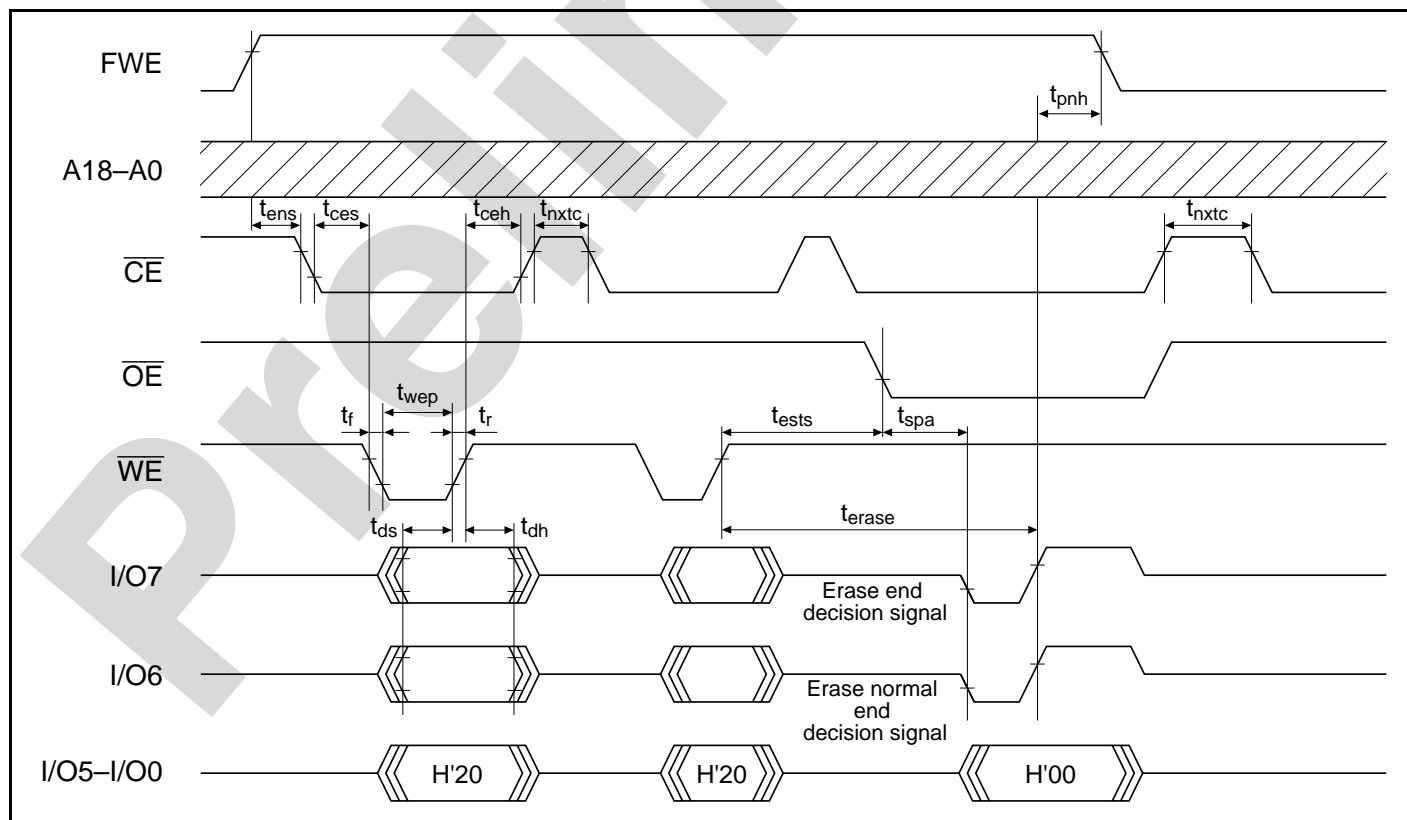 Prelim
FWE
tpnh
A18–A0
tens
tces
tceh
tnxtc
tnxtc
CE
OE
twep
tf
tr
tests
tspa
WE
tds
tdh
terase
I/O7
Erase end
decision signal
I/O6
Erase normal
end
decision signal
I/O5–I/O0
H'20
H'20
H'00